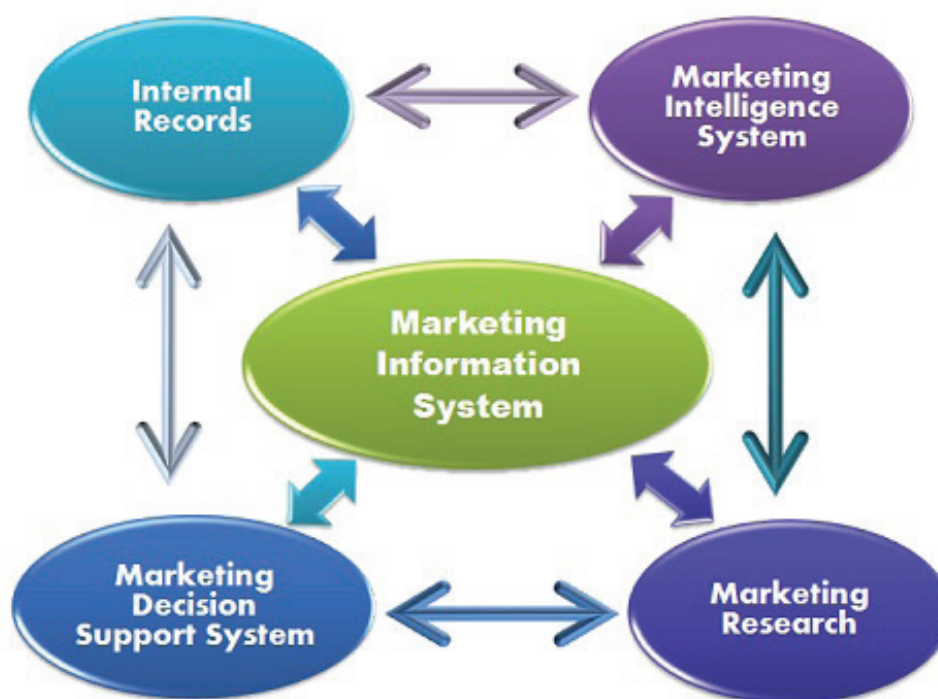 Internal
Records
Marketing
Intelligence
System
Marketing
Information
System
Marketing
Decision
Support System
Marketing
Research